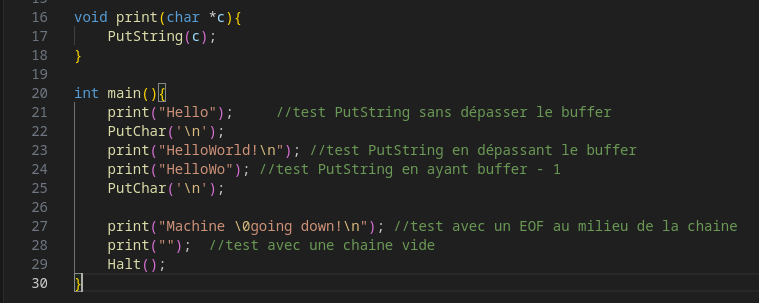 16 void print(char *c){
17     PutString(c);
18 }
19
20 int main(){
21     print("Hello");     //test PutString sans dépasser le buffer
22     PutChar('\n');
23     print("HelloWorld!\n"); //test PutString en dépassant le buffer
24     print("HelloWo"); //test PutString en ayant buffer - 1
25     PutChar('\n');
26
27     print("Machine \0going down!\n"); //test avec un EOF au milieu de la chaine
28     print("");  //test avec une chaine vide
29     Halt();
30 }